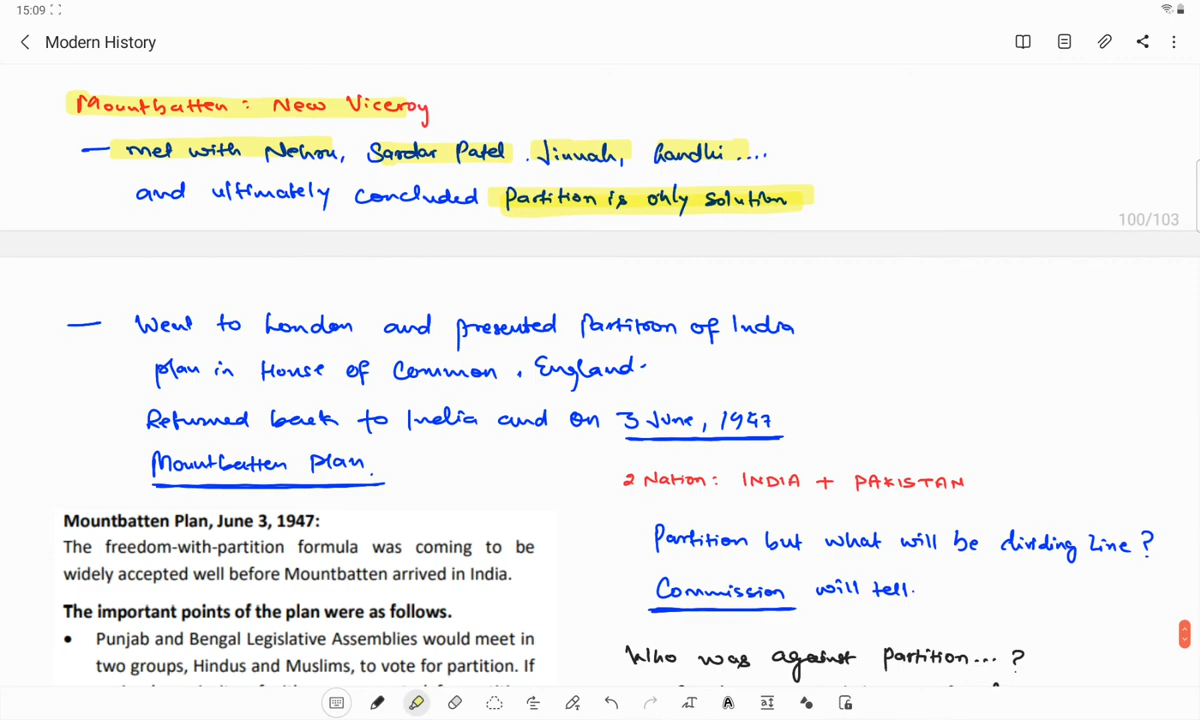 15:09
Modern History
Mountbatten : New Viceroy
— met with Nehru, Sardar Patel, Jinnah, Gandhi ....
and ultimately concluded Partition is only solution
100/103
— Went to London and presented Partition of India
plan in House of Common, England.
Returned back to India and on 3 June, 1947
Mountbatten plan.
2 Nation: INDIA + PAKISTAN
Partition but what will be dividing Line?
Commission will tell.
Who was against partition...?
Mountbatten Plan, June 3, 1947:
The freedom-with-partition formula was coming to be
widely accepted well before Mountbatten arrived in India.
The important points of the plan were as follows.
• Punjab and Bengal Legislative Assemblies would meet in
two groups, Hindus and Muslims, to vote for partition. If